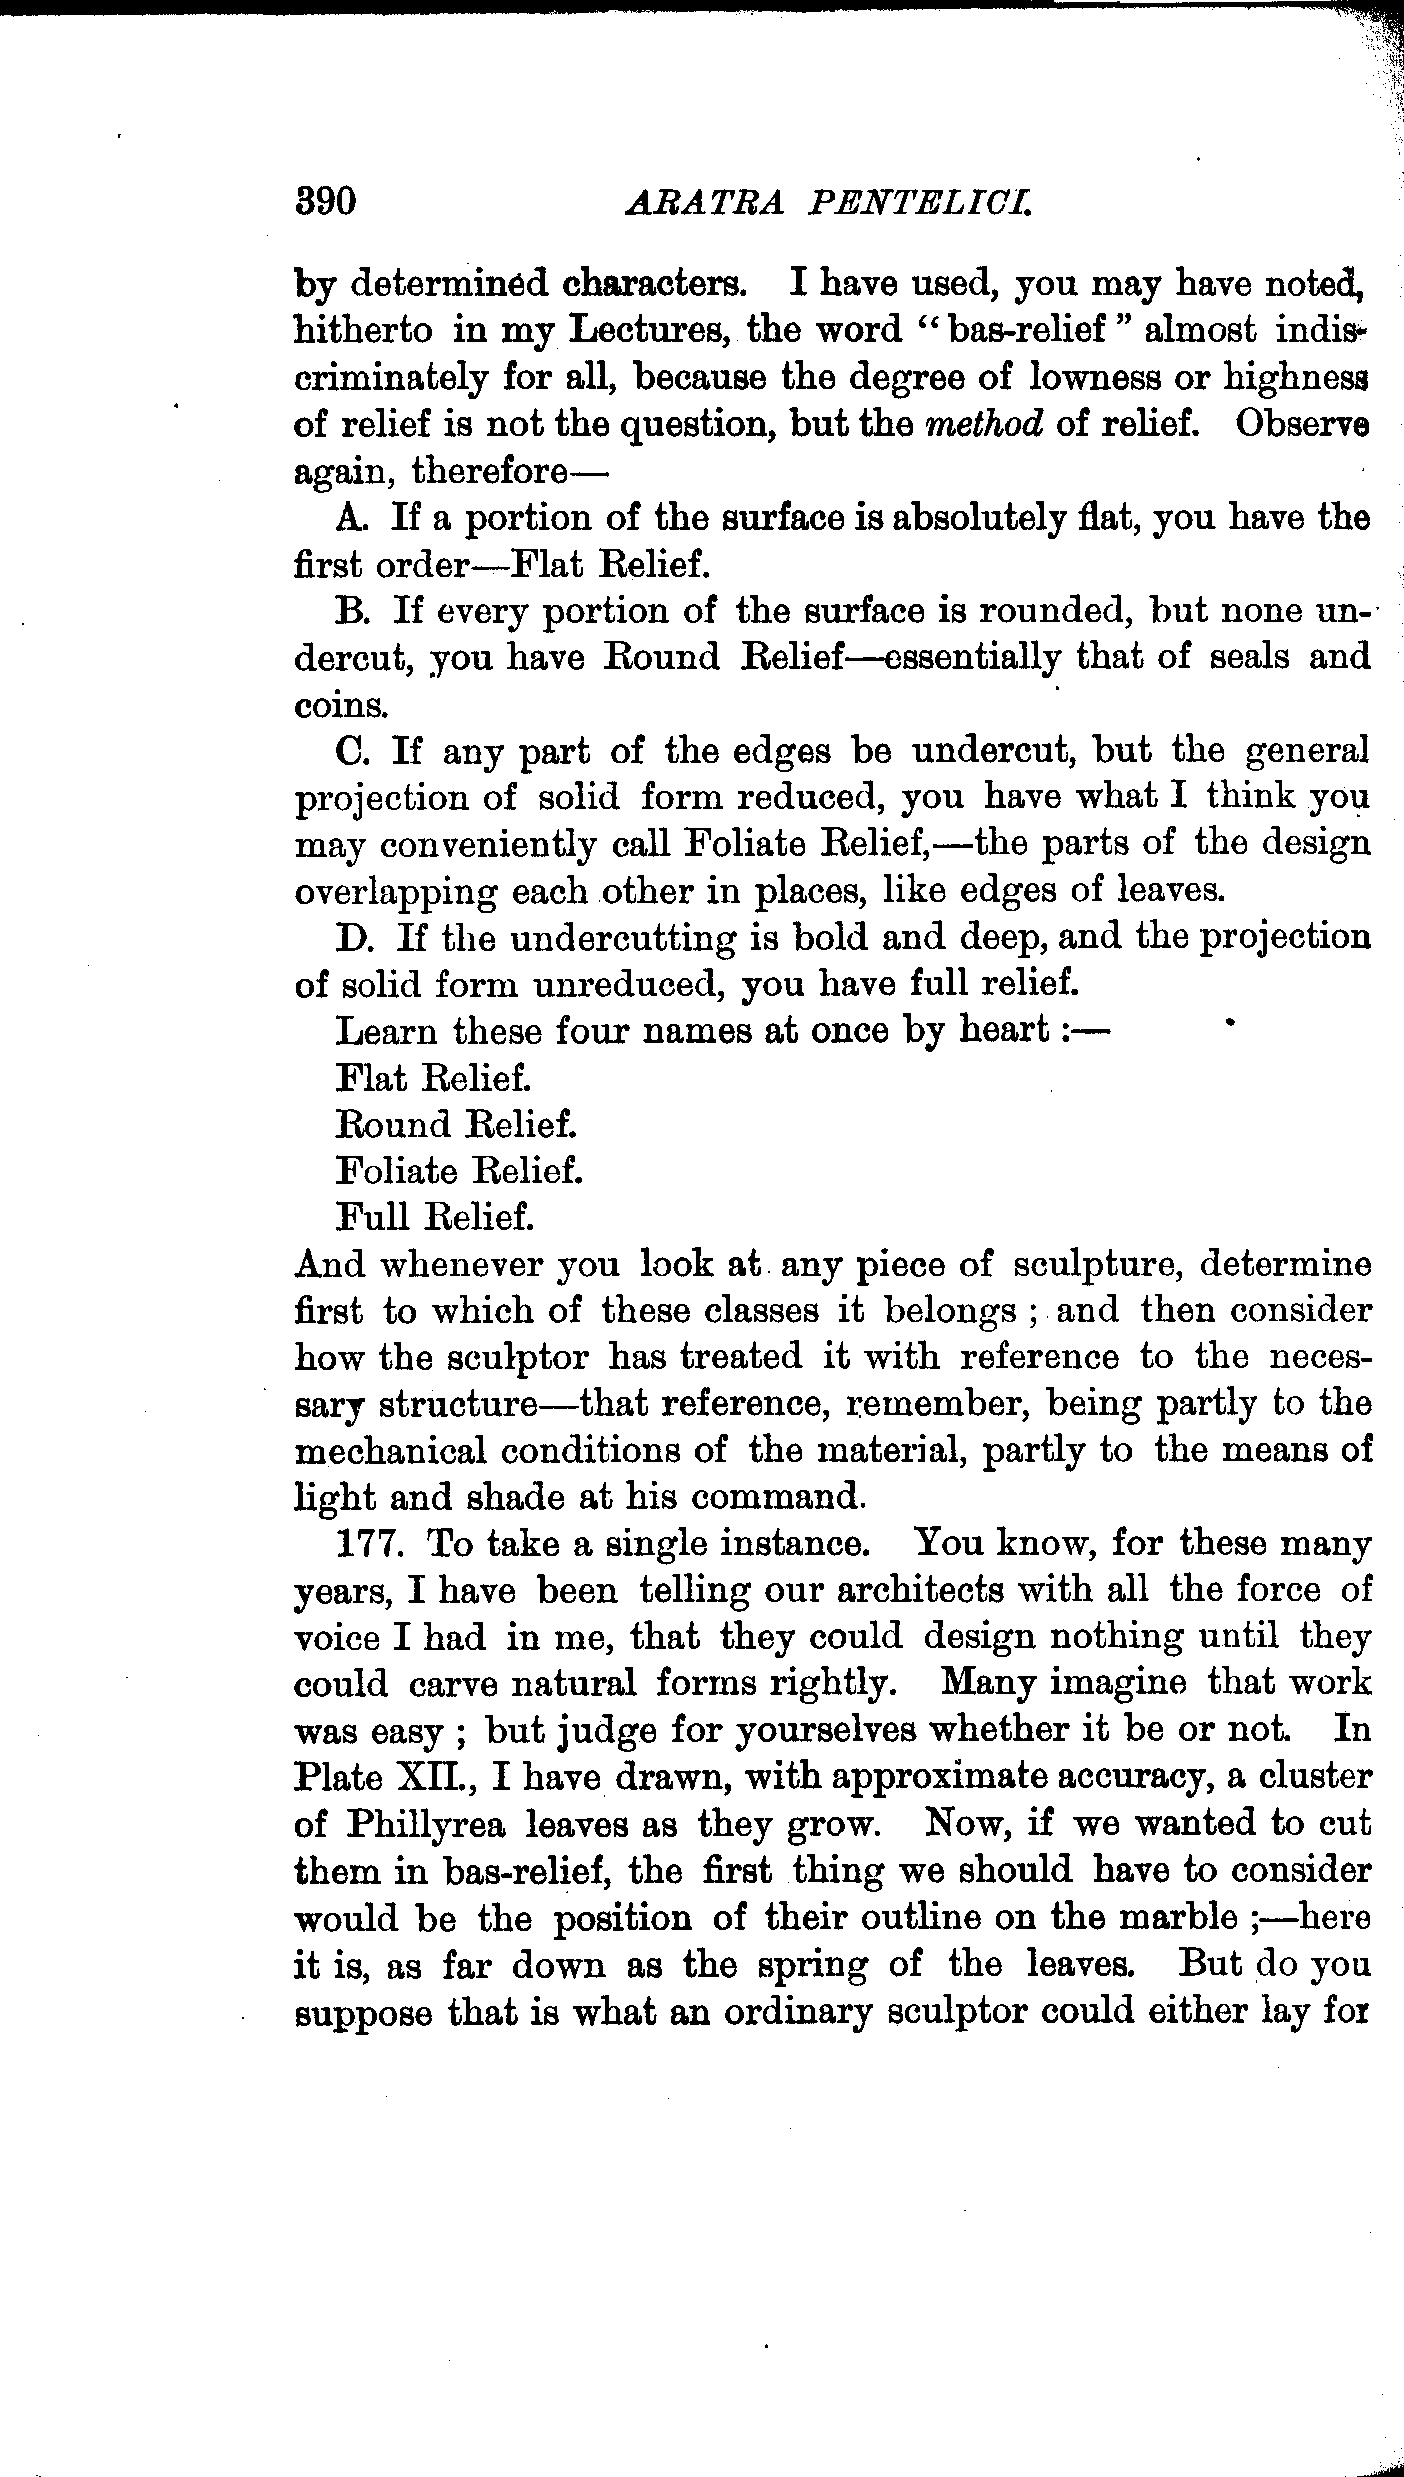 390 ARATRA PENTELICI.
by determined characters. I have used, you may have noted,
hitherto in my Lectures, the word “bas-relief” almost indis-
criminately for all, because the degree of lowness or highness
of relief is not the question, but the method of relief. Observe
again, therefore—
A. If a portion of the surface is absolutely flat, you have the
first order—Flat Relief.
B. If every portion of the surface is rounded, but none un-
dercut, you have Round Relief—essentially that of seals and
coins.
C. If any part of the edges be undercut, but the general
projection of solid form reduced, you have what I think you
may conveniently call Foliate Relief,—the parts of the design
overlapping each other in places, like edges of leaves.
D. If the undercutting is bold and deep, and the projection
of solid form unreduced, you have full relief.
Learn these four names at once by heart :—
Flat Relief.
Round Relief.
Foliate Relief.
Full Relief.
And whenever you look at any piece of sculpture, determine
first to which of these classes it belongs ; and then consider
how the sculptor has treated it with reference to the neces-
sary structure—that reference, remember, being partly to the
mechanical conditions of the material, partly to the means of
light and shade at his command.
177. To take a single instance. You know, for these many
years, I have been telling our architects with all the force of
voice I had in me, that they could design nothing until they
could carve natural forms rightly. Many imagine that work
was easy ; but judge for yourselves whether it be or not. In
Plate XII., I have drawn, with approximate accuracy, a cluster
of Phillyrea leaves as they grow. Now, if we wanted to cut
them in bas-relief, the first thing we should have to consider
would be the position of their outline on the marble ;—here
it is, as far down as the spring of the leaves. But do you
suppose that is what an ordinary sculptor could either lay for